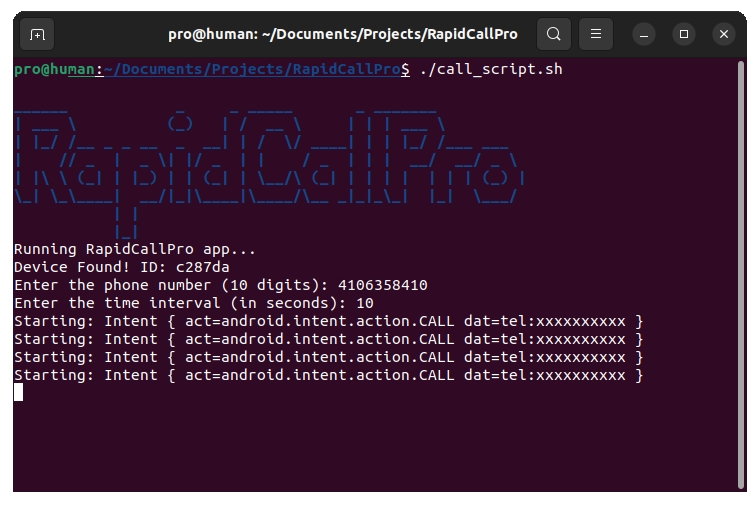 pro@human: ~/Documents/Projects/RapidCallPro
pro@human:~/Documents/Projects/RapidCallPro$ ./call_script.sh
RapidCallPro
Running RapidCallPro app...
Device Found! ID: c287da
Enter the phone number (10 digits): 4106358410
Enter the time interval (in seconds): 10
Starting: Intent { act=android.intent.action.CALL dat=tel:xxxxxxxxxx }
Starting: Intent { act=android.intent.action.CALL dat=tel:xxxxxxxxxx }
Starting: Intent { act=android.intent.action.CALL dat=tel:xxxxxxxxxx }
Starting: Intent { act=android.intent.action.CALL dat=tel:xxxxxxxxxx }